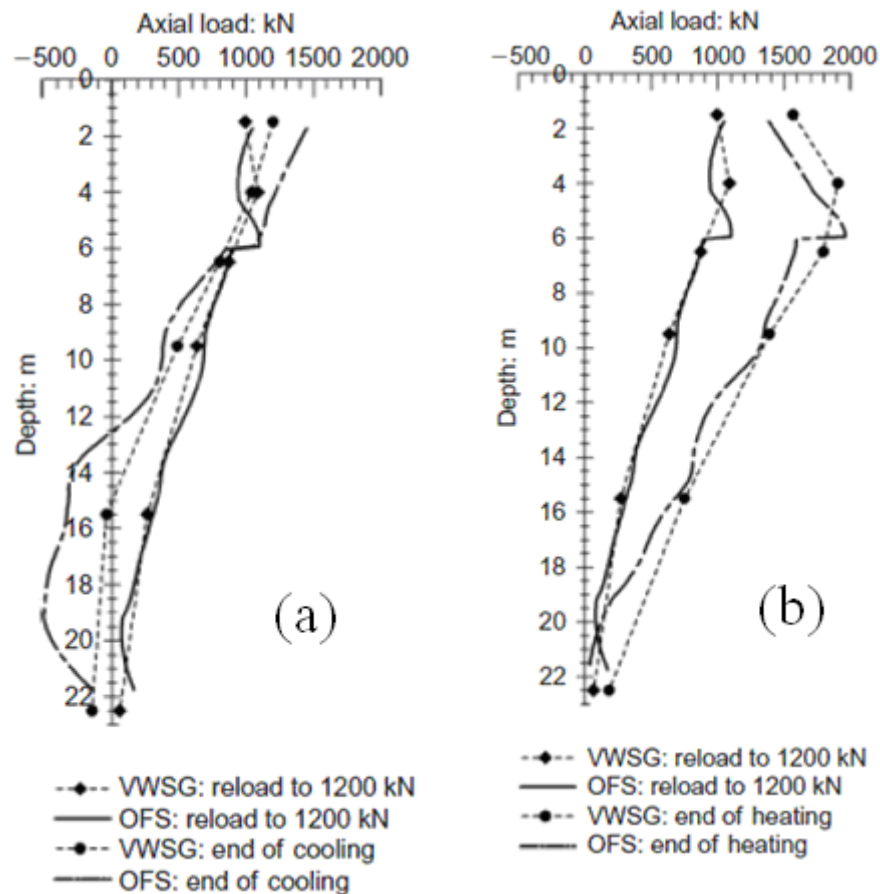 Axial load: kN
−500 0 500 1000 1500 2000
0
2
4
6
8
10
12
14
16
18
20
22
Depth: m
(a)
VWSG: reload to 1200 kN
OFS: reload to 1200 kN
VWSG: end of cooling
OFS: end of cooling
Axial load: kN
−500 0 500 1000 1500 2000
0
2
4
6
8
10
12
14
16
18
20
22
Depth: m
(b)
VWSG: reload to 1200 kN
OFS: reload to 1200 kN
VWSG: end of heating
OFS: end of heating